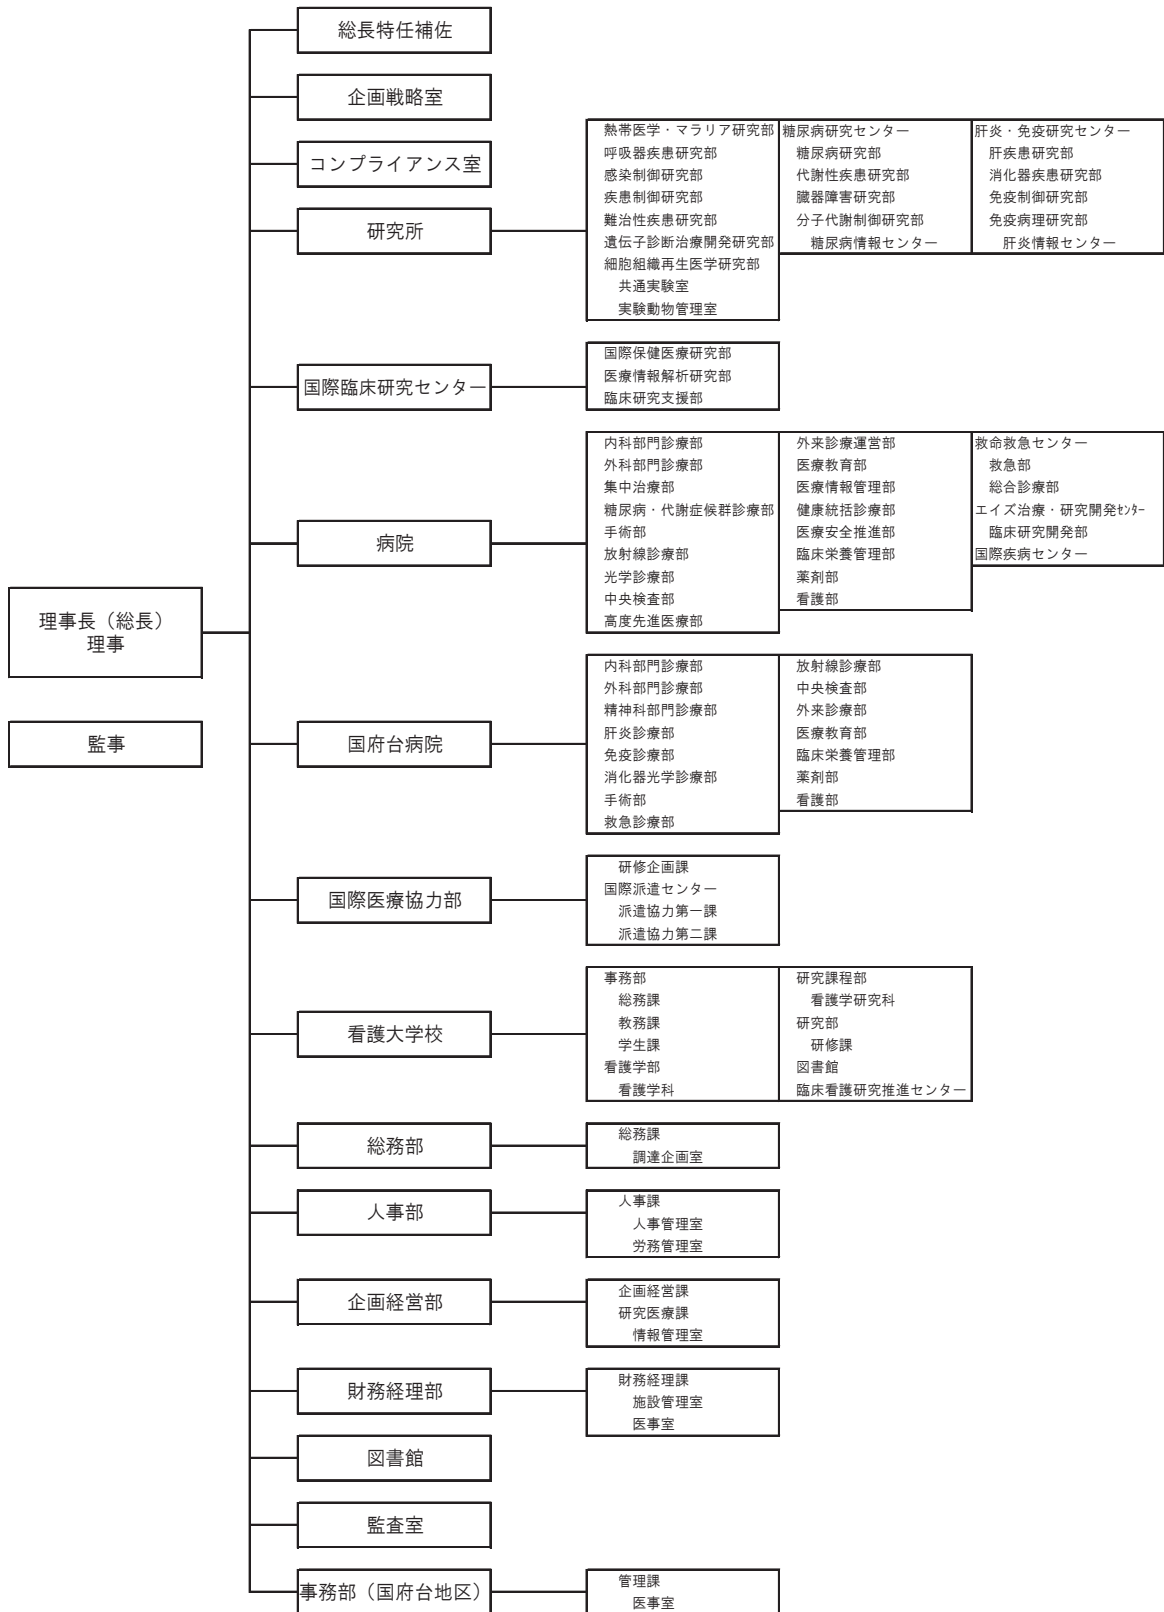 総長特任補佐
企画戦略室
コンプライアンス室
研究所
熱帯医学・マラリア研究部
呼吸器疾患研究部
感染制御研究部
疾患制御研究部
難治性疾患研究部
遺伝子診断治療開発研究部
細胞組織再生医学研究部
共通実験室
実験動物管理室
糖尿病研究センター
糖尿病研究部
代謝性疾患研究部
臓器障害研究部
分子代謝制御研究部
糖尿病情報センター
肝炎・免疫研究センター
肝疾患研究部
消化器疾患研究部
免疫制御研究部
免疫病理研究部
肝炎情報センター
国際臨床研究センター
国際保健医療研究部
医療情報解析研究部
臨床研究支援部
病院
内科部門診療部
外科部門診療部
集中治療部
糖尿病・代謝症候群診療部
手術部
放射線診療部
光学診療部
中央検査部
高度先進医療部
外来診療運営部
医療教育部
医療情報管理部
健康統括診療部
医療安全推進部
臨床栄養管理部
薬剤部
看護部
救命救急センター
救急部
総合診療部
エイズ治療・研究開発ｾﾝﾀｰ
臨床研究開発部
国際疾病センター
理事長（総長）
理事
監事
国府台病院
内科部門診療部
外科部門診療部
精神科部門診療部
肝炎診療部
免疫診療部
消化器光学診療部
手術部
救急診療部
放射線診療部
中央検査部
外来診療部
医療教育部
臨床栄養管理部
薬剤部
看護部
国際医療協力部
研修企画課
国際派遣センター
派遣協力第一課
派遣協力第二課
看護大学校
事務部
総務課
教務課
学生課
看護学部
看護学科
研究課程部
看護学研究科
研究部
研修課
図書館
臨床看護研究推進センター
総務部
総務課
調達企画室
人事部
人事課
人事管理室
労務管理室
企画経営部
企画経営課
研究医療課
情報管理室
財務経理部
財務経理課
施設管理室
医事室
図書館
監査室
事務部（国府台地区）
管理課
医事室